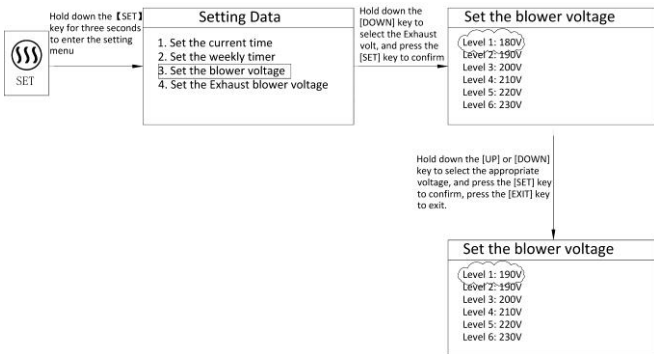 Hold down the【SET】
key for three seconds
to enter the setting
menu
SET
Setting Data
1. Set the current time
2. Set the weekly timer
3. Set the blower voltage
4. Set the Exhaust blower voltage
Hold down the
[DOWN] key to
select the Exhaust
volt, and press the
[SET] key to confirm
Set the blower voltage
Level 1: 180V
Level 2: 190V
Level 3: 200V
Level 4: 210V
Level 5: 220V
Level 6: 230V
Hold down the [UP] or [DOWN]
key to select the appropriate
voltage, and press the [SET] key
to confirm, press the [EXIT] key
to exit.
Set the blower voltage
Level 1: 190V
Level 2: 190V
Level 3: 200V
Level 4: 210V
Level 5: 220V
Level 6: 230V